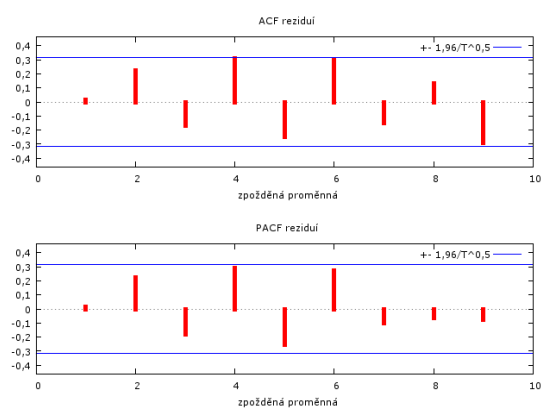 ACF reziduí
+- 1,96/T^0,5
0,4
0,3
0,2
0,1
0
-0,1
-0,2
-0,3
-0,4
0 2 4 6 8 10
zpožděná proměnná
PACF reziduí
+- 1,96/T^0,5
0,4
0,3
0,2
0,1
0
-0,1
-0,2
-0,3
-0,4
0 2 4 6 8 10
zpožděná proměnná